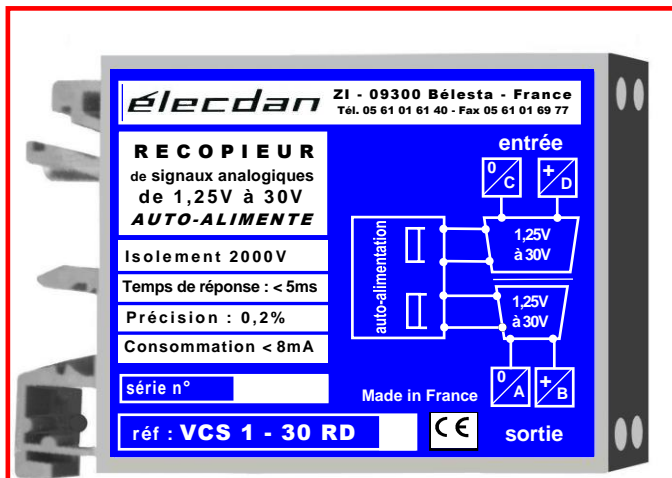 élecdan
ZI - 09300 Bélesta - France
Tél. 05 61 01 61 40 - Fax 05 61 01 69 77
RECOPIEUR
de signaux analogiques
de 1,25V à 30V
AUTO-ALIMENTE
Isolement 2000V
Temps de réponse : < 5ms
Précision : 0,2%
Consommation < 8mA
série n°
réf : VCS 1 - 30 RD
entrée
0 C
+ D
auto-alimentation
1,25V
à 30V
1,25V
à 30V
0 A
+ B
Made in France
CE
sortie